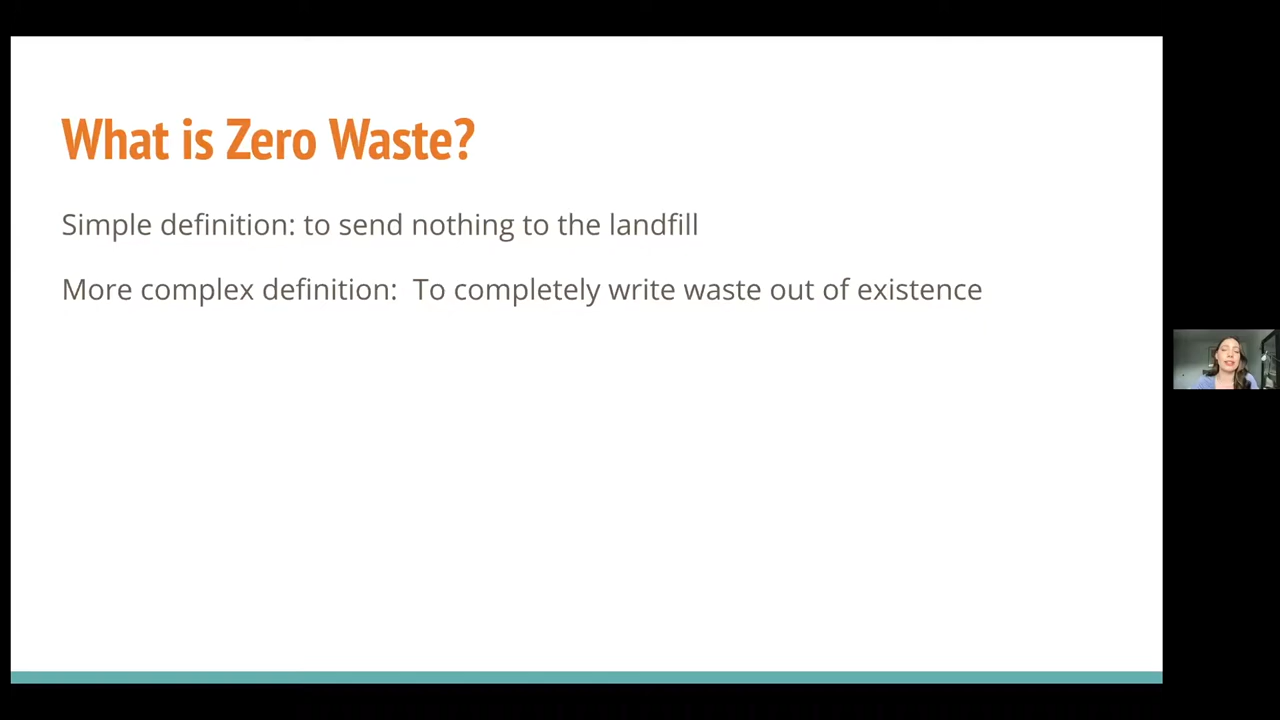 What is Zero Waste?
Simple definition: to send nothing to the landfill
More complex definition:  To completely write waste out of existence